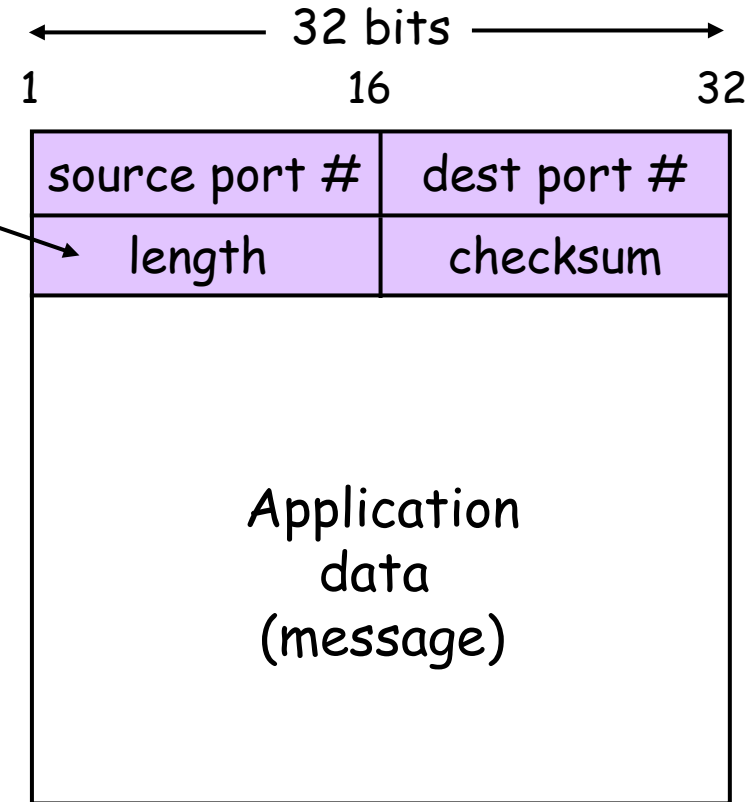 32 bits
1 16 32
source port # dest port #
length checksum
Application
data
(message)